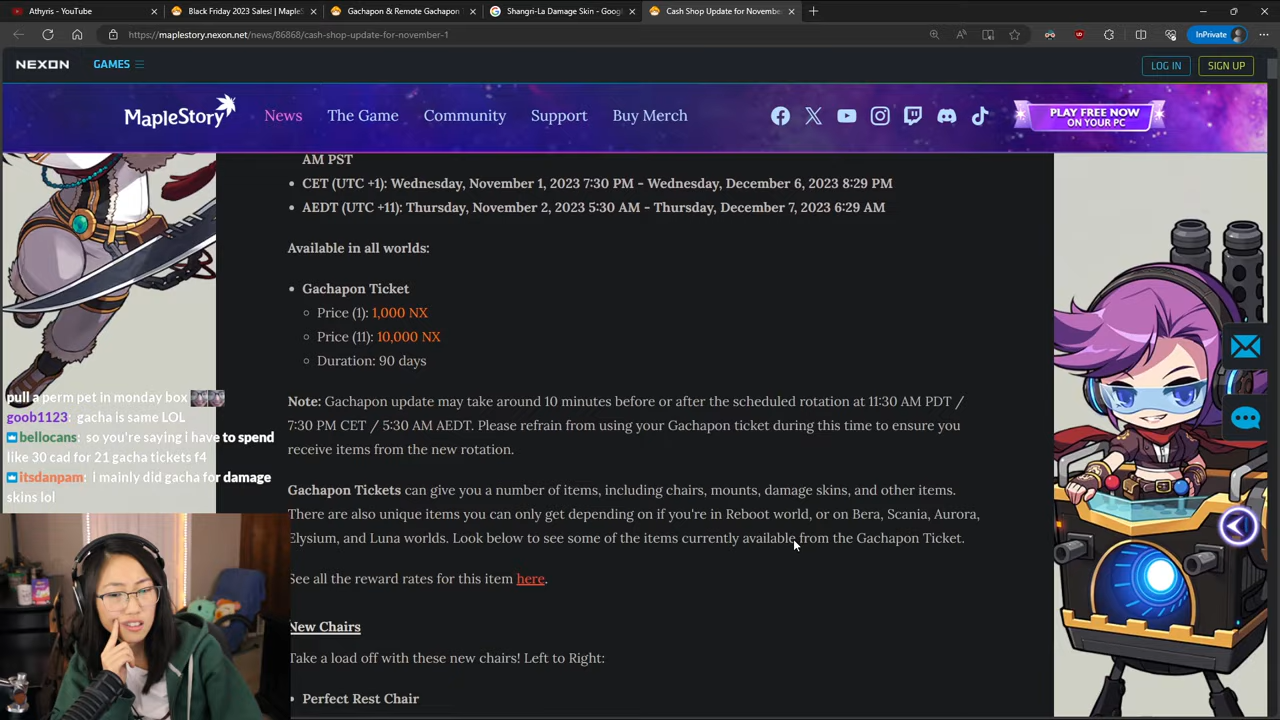 Athyris - YouTube
Black Friday 2023 Sales! | MapleS
Gachapon & Remote Gachapon
Shangri-La Damage Skin - Googl
Cash Shop Update for Novembe
https://maplestory.nexon.net/news/86868/cash-shop-update-for-november-1
InPrivate
NEXON
GAMES
LOG IN
SIGN UP
MapleStory
News
The Game
Community
Support
Buy Merch
PLAY FREE NOW
ON YOUR PC
AM PST
• CET (UTC +1): Wednesday, November 1, 2023 7:30 PM - Wednesday, December 6, 2023 8:29 PM
• AEDT (UTC +11): Thursday, November 2, 2023 5:30 AM - Thursday, December 7, 2023 6:29 AM
Available in all worlds:
• Gachapon Ticket
Price (1): 1,000 NX
Price (11): 10,000 NX
Duration: 90 days
Note: Gachapon update may take around 10 minutes before or after the scheduled rotation at 11:30 AM PDT /
7:30 PM CET / 5:30 AM AEDT. Please refrain from using your Gachapon ticket during this time to ensure you
receive items from the new rotation.
Gachapon Tickets can give you a number of items, including chairs, mounts, damage skins, and other items.
There are also unique items you can only get depending on if you're in Reboot world, or on Bera, Scania, Aurora,
Elysium, and Luna worlds. Look below to see some of the items currently available from the Gachapon Ticket.
See all the reward rates for this item here.
New Chairs
Take a load off with these new chairs! Left to Right:
• Perfect Rest Chair
pull a perm pet in monday box
goob1123: gacha is same LOL
bellocans: so you're saying i have to spend
like 30 cad for 21 gacha tickets f4
itsdanpam: i mainly did gacha for damage
skins lol